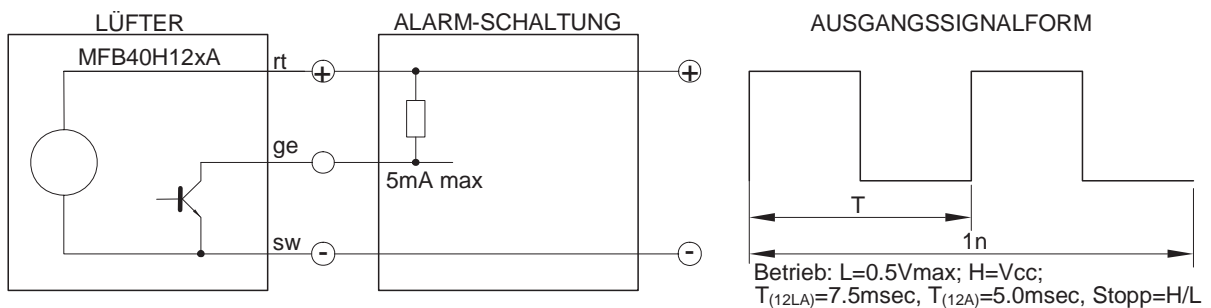 LÜFTER
ALARM-SCHALTUNG
AUSGANGSSIGNALFORM
MFB40H12xA
rt
+
+
ge
5mA max
sw
-
-
T
1n
Betrieb: L=0.5Vmax; H=Vcc;
T(12LA)=7.5msec, T(12A)=5.0msec, Stopp=H/L